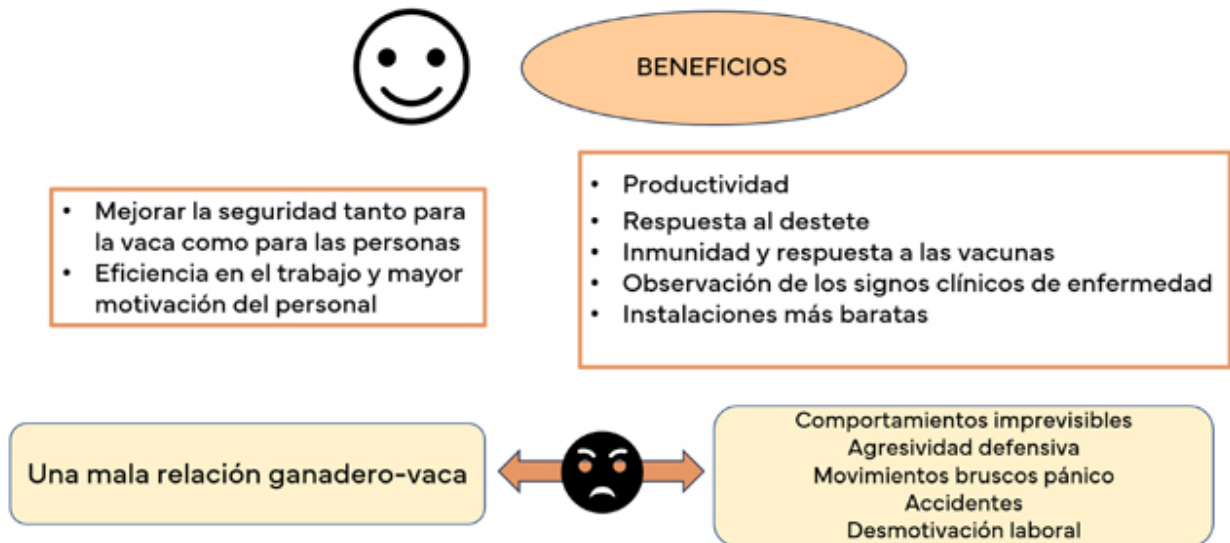 BENEFICIOS
• Mejorar la seguridad tanto para
la vaca como para las personas
• Eficiencia en el trabajo y mayor
motivación del personal
• Productividad
• Respuesta al destete
• Inmunidad y respuesta a las vacunas
• Observación de los signos clínicos de enfermedad
• Instalaciones más baratas
Una mala relación ganadero-vaca
Comportamientos imprevisibles
Agresividad defensiva
Movimientos bruscos pánico
Accidentes
Desmotivación laboral